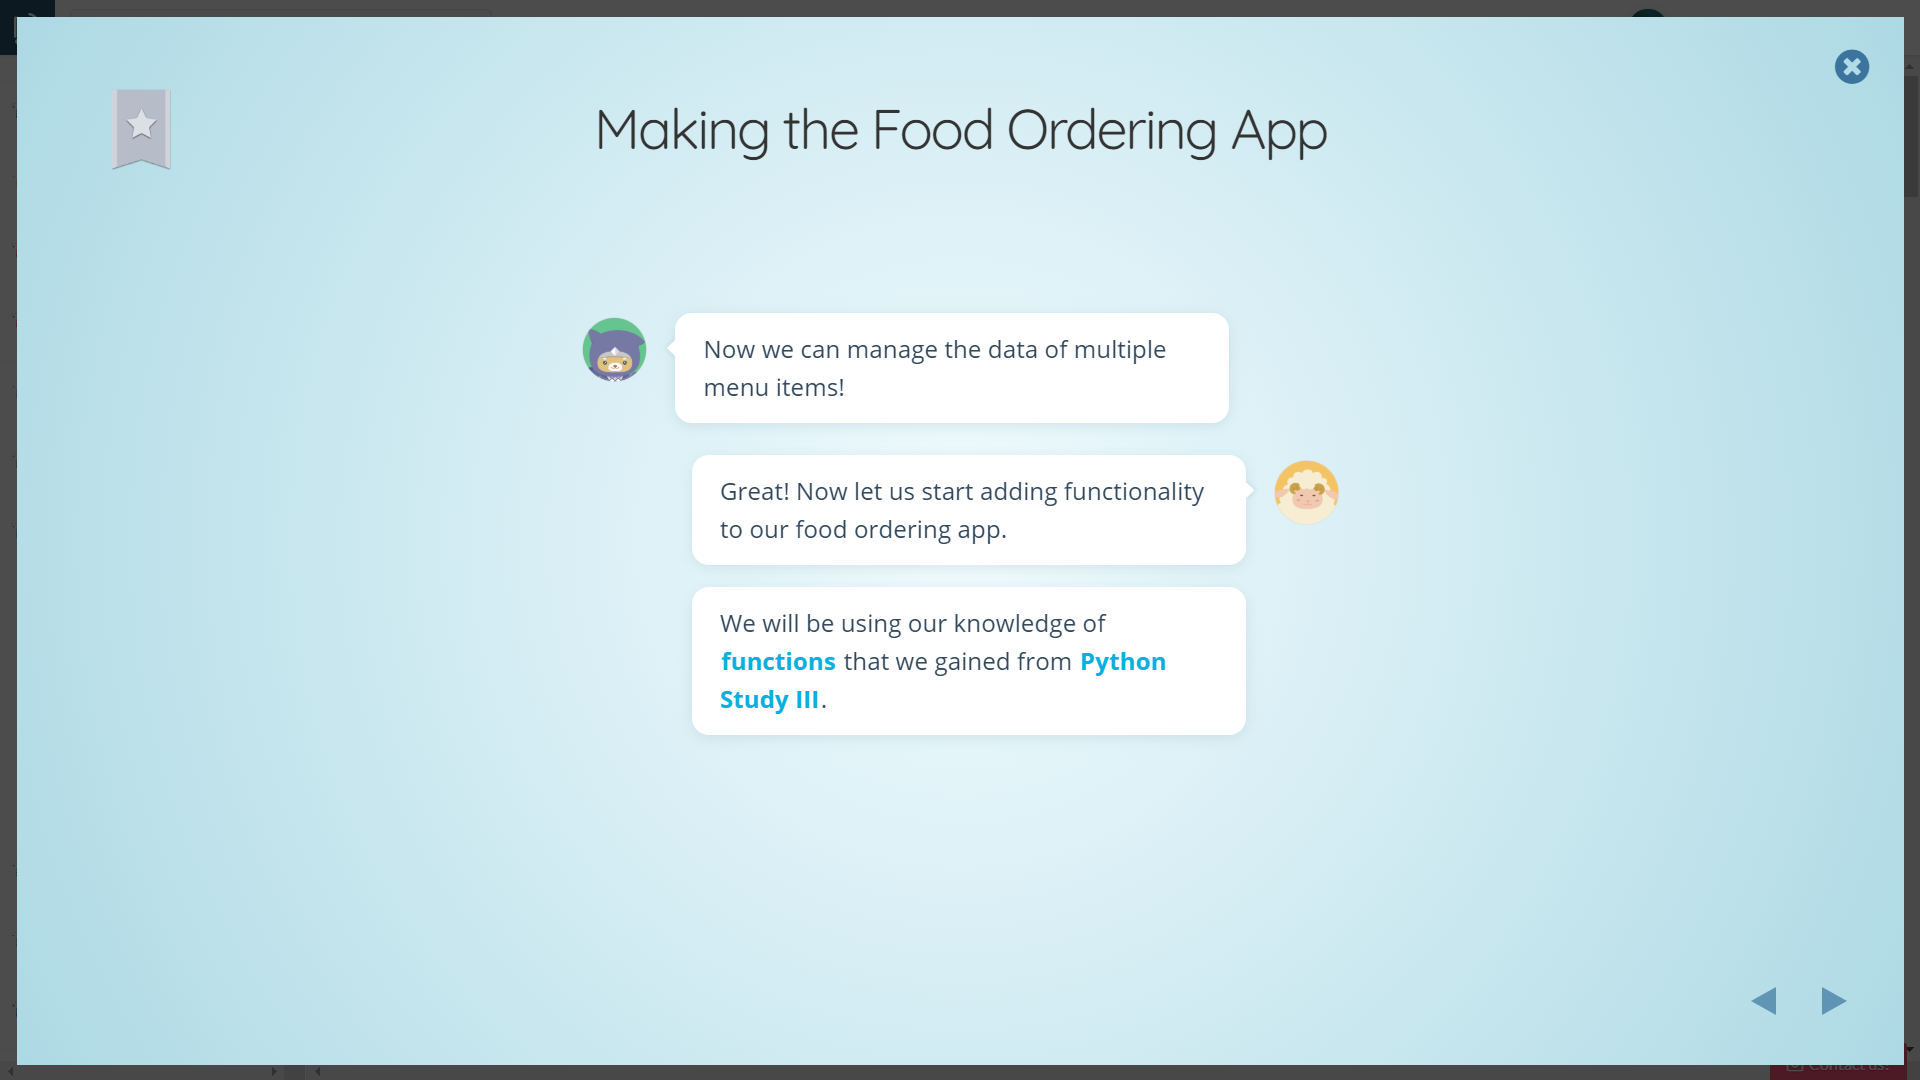 Making the Food Ordering App
Now we can manage the data of multiple
menu items!
Great! Now let us start adding functionality
to our food ordering app.
We will be using our knowledge of
functions that we gained from Python
Study III.
Contact us!